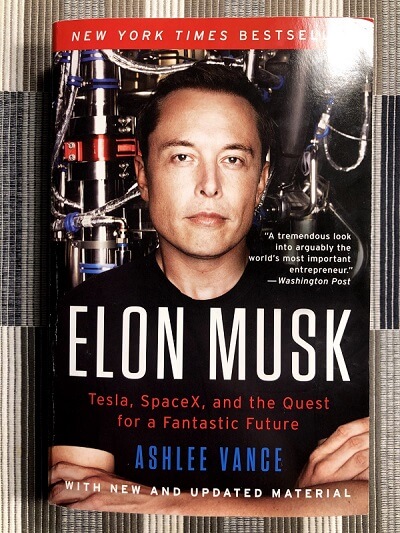 NEW YORK TIMES
"A tremendous look
into arguably the
world's most important
entrepreneur."
—Washington Post
ELON MUSK
Tesla, SpaceX, and the Quest
for a Fantastic Future
ASHLEE VANCE
WITH NEW AND UPDATED MATERIAL